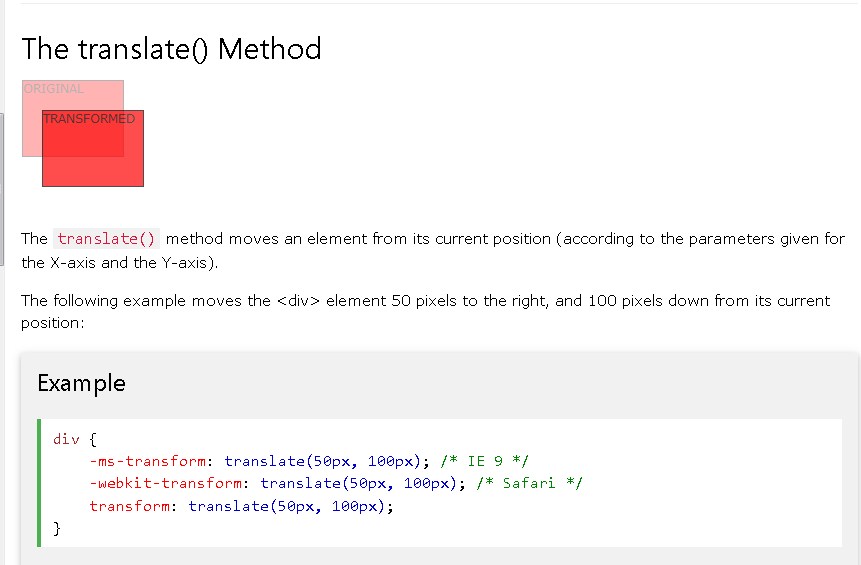 The translate() Method
ORIGINAL
TRANSFORMED
The translate() method moves an element from its current position (according to the parameters given for
the X-axis and the Y-axis).
The following example moves the <div> element 50 pixels to the right, and 100 pixels down from its current
position:
Example
div {
    -ms-transform: translate(50px, 100px); /* IE 9 */
    -webkit-transform: translate(50px, 100px); /* Safari */
    transform: translate(50px, 100px);
}